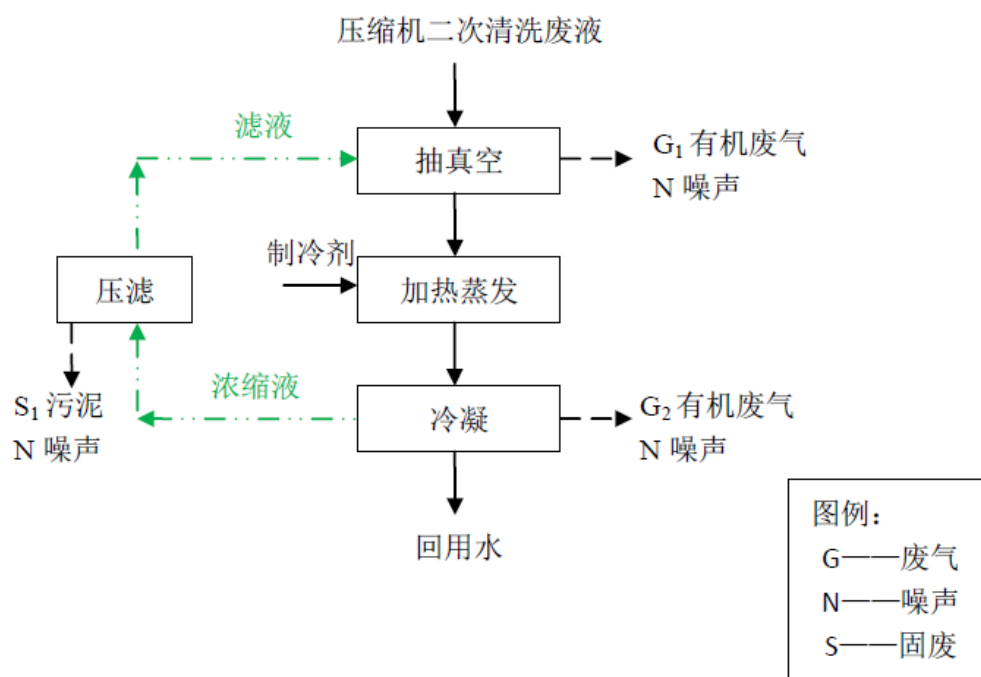 压缩机二次清洗废液
滤液
抽真空
G₁ 有机废气
N 噪声
制冷剂
压滤
加热蒸发
浓缩液
S₁ 污泥
N 噪声
冷凝
G₂ 有机废气
N 噪声
回用水
图例：
G——废气
N——噪声
S——固废